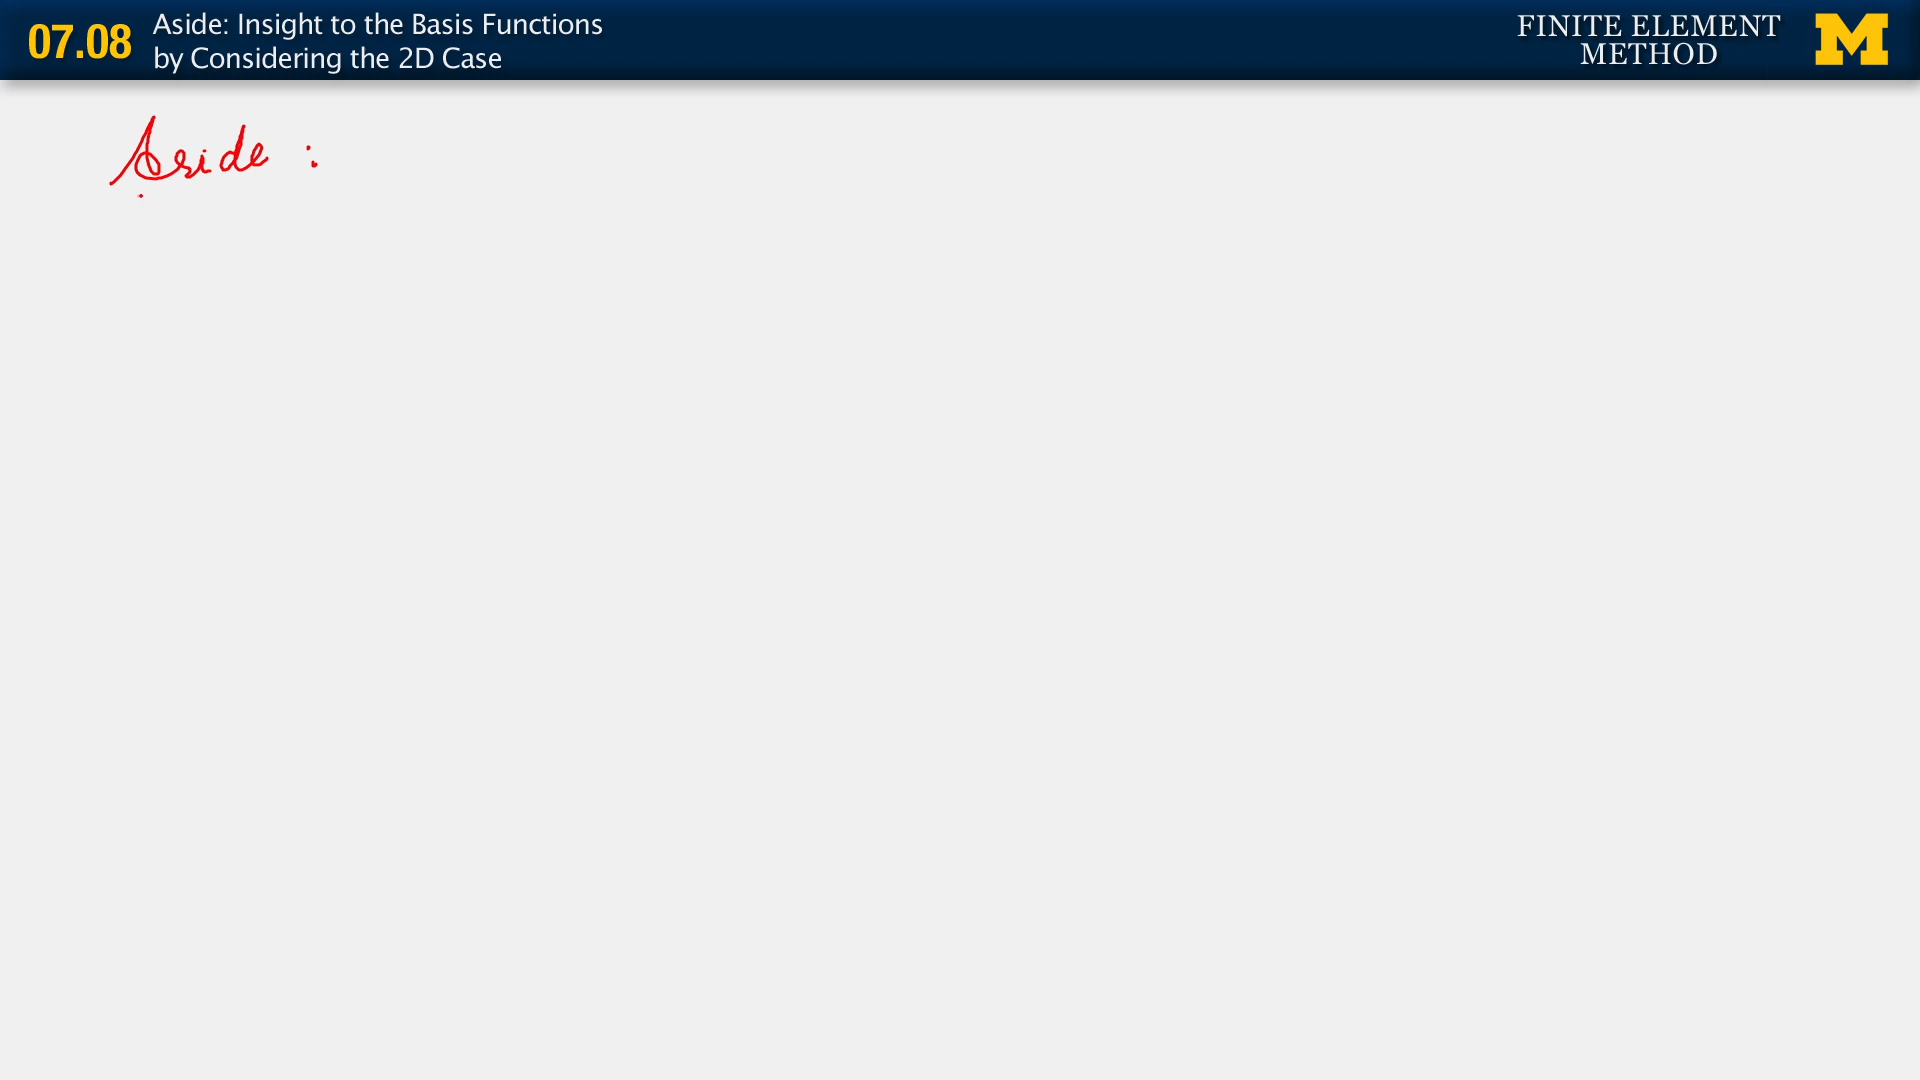 07.08
Aside: Insight to the Basis Functions
by Considering the 2D Case
FINITE ELEMENT
METHOD
M
Aside :